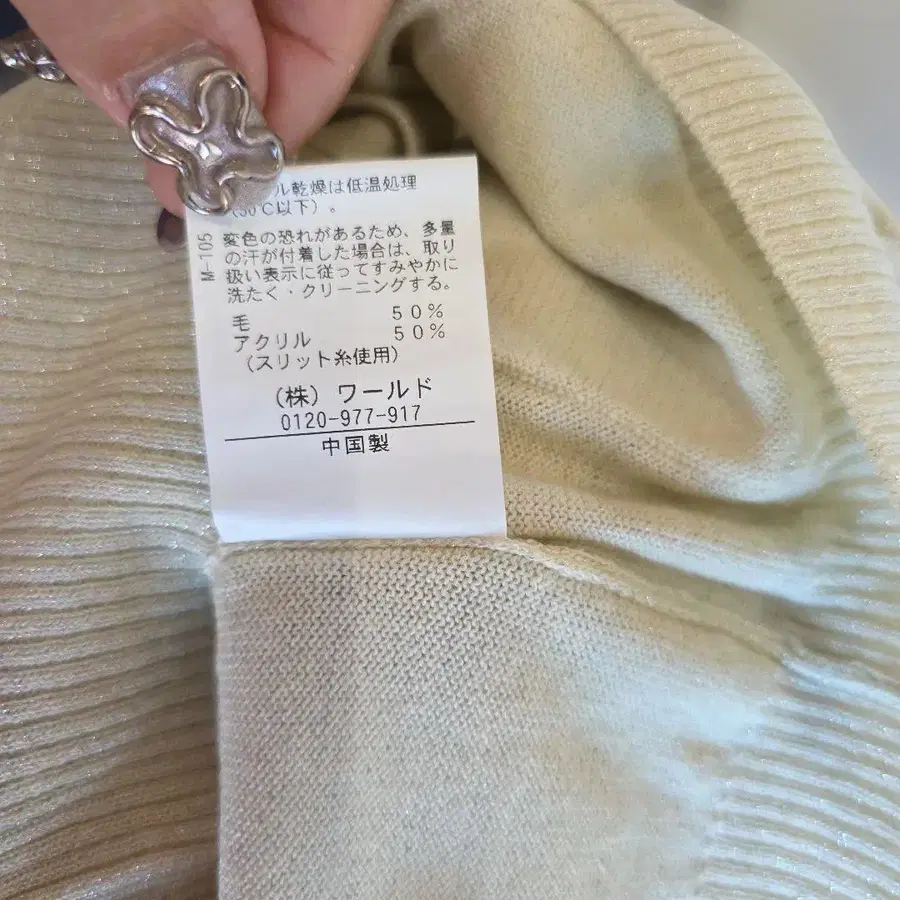 ル乾燥は低温処理
0℃以下)。
M-105
変色の恐れがあるため、多量
の汗が付着した場合は、取り
扱い表示に従ってすみやかに
洗たく・クリーニングする。
毛 50%
アクリル 50%
(スリット糸使用)
(株) ワールド
0120-977-917
中国製